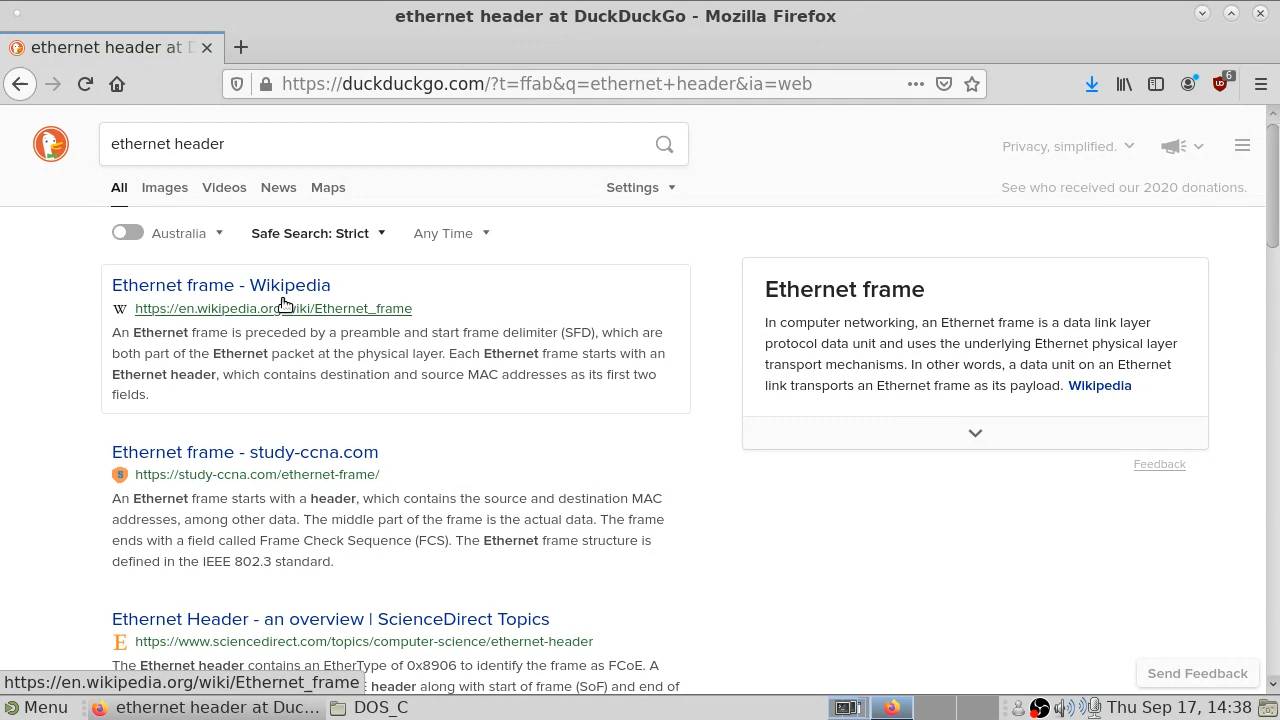 ethernet header at DuckDuckGo - Mozilla Firefox
ethernet header at D
https://duckduckgo.com/?t=ffab&q=ethernet+header&ia=web
6
ethernet header
Privacy, simplified.
All Images Videos News Maps Settings
See who received our 2020 donations.
Australia Safe Search: Strict Any Time
Ethernet frame - Wikipedia
W https://en.wikipedia.org/wiki/Ethernet_frame
An Ethernet frame is preceded by a preamble and start frame delimiter (SFD), which are
both part of the Ethernet packet at the physical layer. Each Ethernet frame starts with an
Ethernet header, which contains destination and source MAC addresses as its first two
fields.
Ethernet frame
In computer networking, an Ethernet frame is a data link layer
protocol data unit and uses the underlying Ethernet physical layer
transport mechanisms. In other words, a data unit on an Ethernet
link transports an Ethernet frame as its payload. Wikipedia
Feedback
Ethernet frame - study-ccna.com
S https://study-ccna.com/ethernet-frame/
An Ethernet frame starts with a header, which contains the source and destination MAC
addresses, among other data. The middle part of the frame is the actual data. The frame
ends with a field called Frame Check Sequence (FCS). The Ethernet frame structure is
defined in the IEEE 802.3 standard.
Ethernet Header - an overview | ScienceDirect Topics
E https://www.sciencedirect.com/topics/computer-science/ethernet-header
The Ethernet header contains an EtherType of 0x8906 to identify the frame as FCoE. A
header along with start of frame (SoF) and end of
Send Feedback
https://en.wikipedia.org/wiki/Ethernet_frame
Menu ethernet header at Duc... DOS_C Thu Sep 17, 14:38